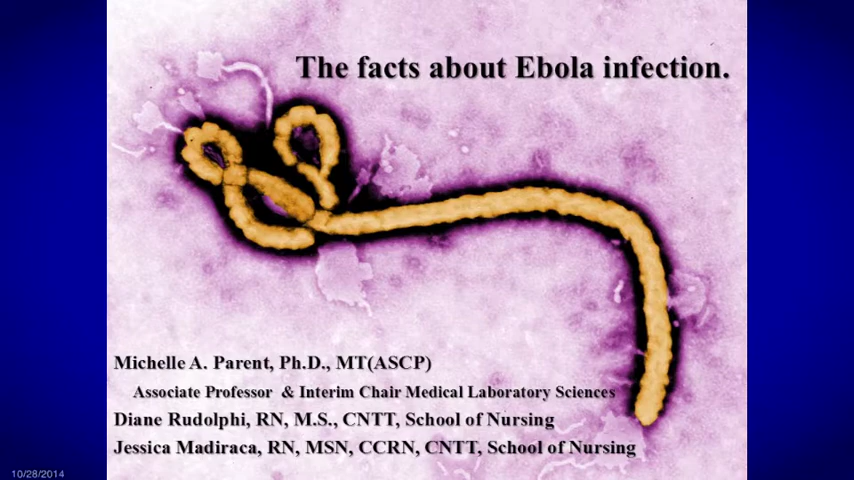 The facts about Ebola infection.
Michelle A. Parent, Ph.D., MT(ASCP)
Associate Professor & Interim Chair Medical Laboratory Sciences
Diane Rudolphi, RN, M.S., CNTT, School of Nursing
Jessica Madiraca, RN, MSN, CCRN, CNTT, School of Nursing
10/28/2014